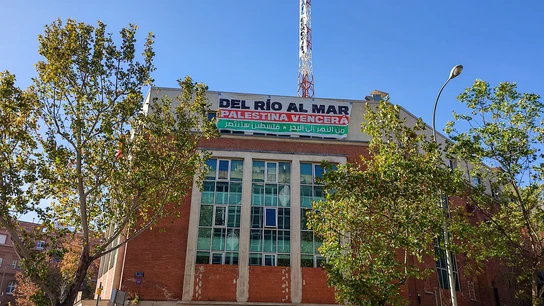 DEL RÍO AL MAR
PALESTINA VENCERÁ
من النهر إلى البحر ★ فلسطين ستنتصر